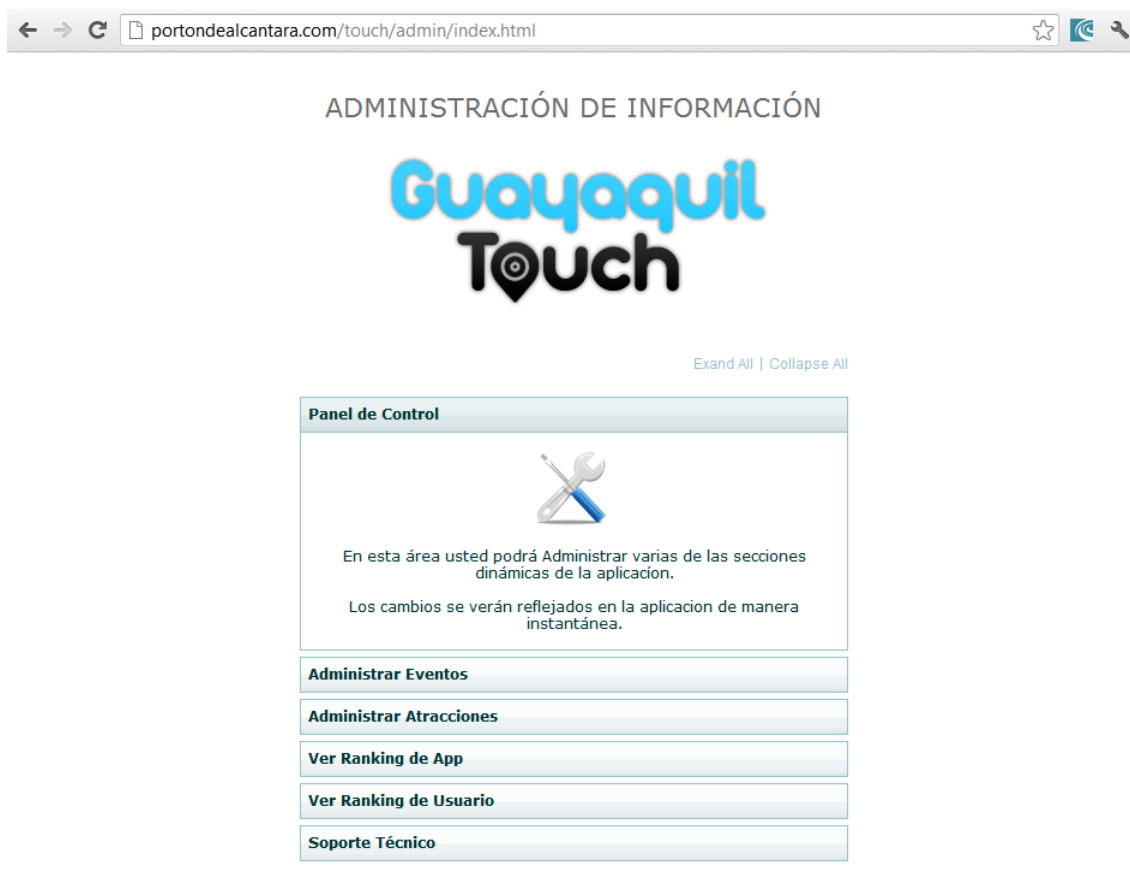 portondealcantara.com/touch/admin/index.html
ADMINISTRACIÓN DE INFORMACIÓN
Guayaquil
Touch
Exand All | Collapse All
Panel de Control
En esta área usted podrá Administrar varias de las secciones
dinámicas de la aplicacíon.
Los cambios se verán reflejados en la aplicacion de manera
instantánea.
Administrar Eventos
Administrar Atracciones
Ver Ranking de App
Ver Ranking de Usuario
Soporte Técnico